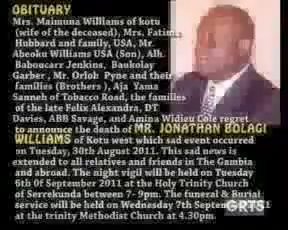 OBITUARY
Mrs. Maimuna Williams of kotu
(wife of the deceased), Mrs. Fatima
Hubbard and family, USA, Mr.
Abeoku Williams USA (Son), Alh.
Baboucarr Jenkins, Baukolay
Garber, Mr. Orloh Pyne and their
families (Brothers), Aja Yama
Sanneh of Tobacco Road, the families
of the late Felix Alexandra, DT
Davies, ABB Savage, and Amina Widieu Cole regret
to announce the death of MR. JONATHAN BOLAGI
WILLIAMS of Kotu west which sad event occurred
on Tuesday, 30th August 2011. This sad news is
extended to all relatives and friends in The Gambia
and abroad. The night vigil will be held on Tuesday
6th 0f September 2011 at the Holy Trinity Church
of Serrekunda between 7- 9pm. The funeral & Burial
service will be held on Wednesday 7th September
at the trinity Methodist Church at 4.30pm.
GRTS